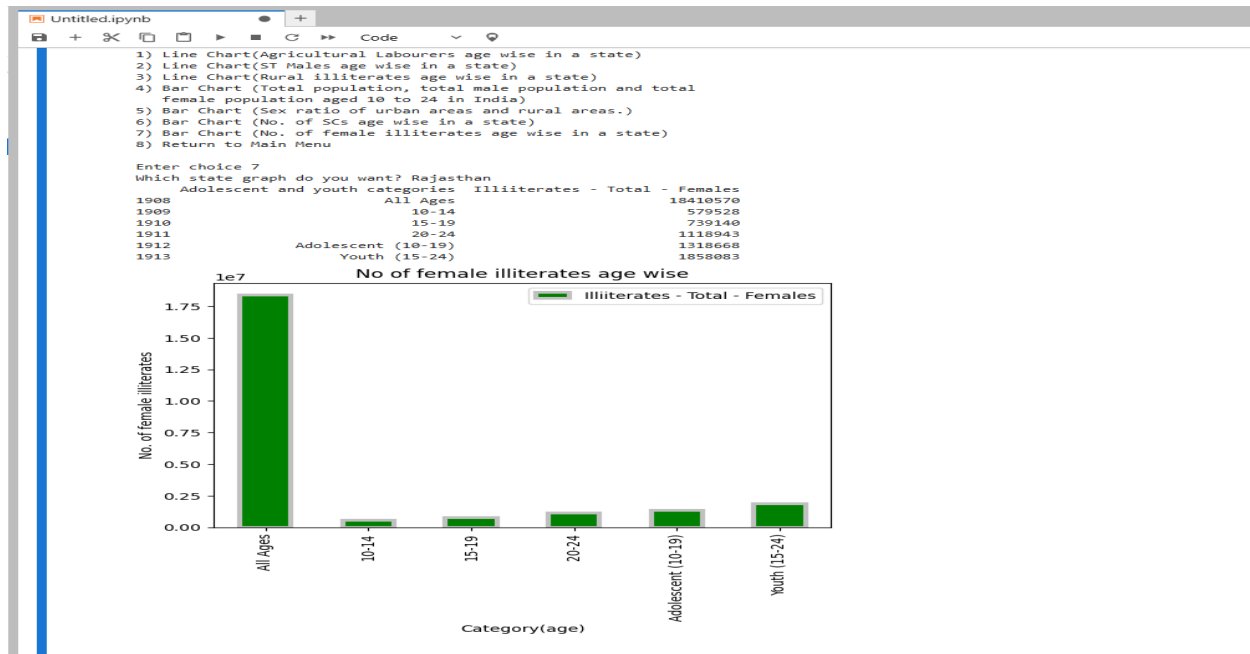 Untitled.ipynb
Code
1) Line Chart(Agricultural Labourers age wise in a state)
2) Line Chart(ST Males age wise in a state)
3) Line Chart(Rural illiterates age wise in a state)
4) Bar Chart (Total population, total male population and total
female population aged 10 to 24 in India)
5) Bar Chart (Sex ratio of urban areas and rural areas.)
6) Bar Chart (No. of SCs age wise in a state)
7) Bar Chart (No. of female illiterates age wise in a state)
8) Return to Main Menu
Enter choice 7
Which state graph do you want? Rajasthan
Adolescent and youth categories Illiiterates - Total - Females
1908 All Ages 18410570
1909 10-14 579528
1910 15-19 739140
1911 20-24 1118943
1912 Adolescent (10-19) 1318668
1913 Youth (15-24) 1858083
No of female illiterates age wise
1e7
Illiiterates - Total - Females
1.75
1.50
1.25
1.00
0.75
0.50
0.25
0.00
No. of female illiterates
All Ages
10-14
15-19
20-24
Adolescent (10-19)
Youth (15-24)
Category(age)